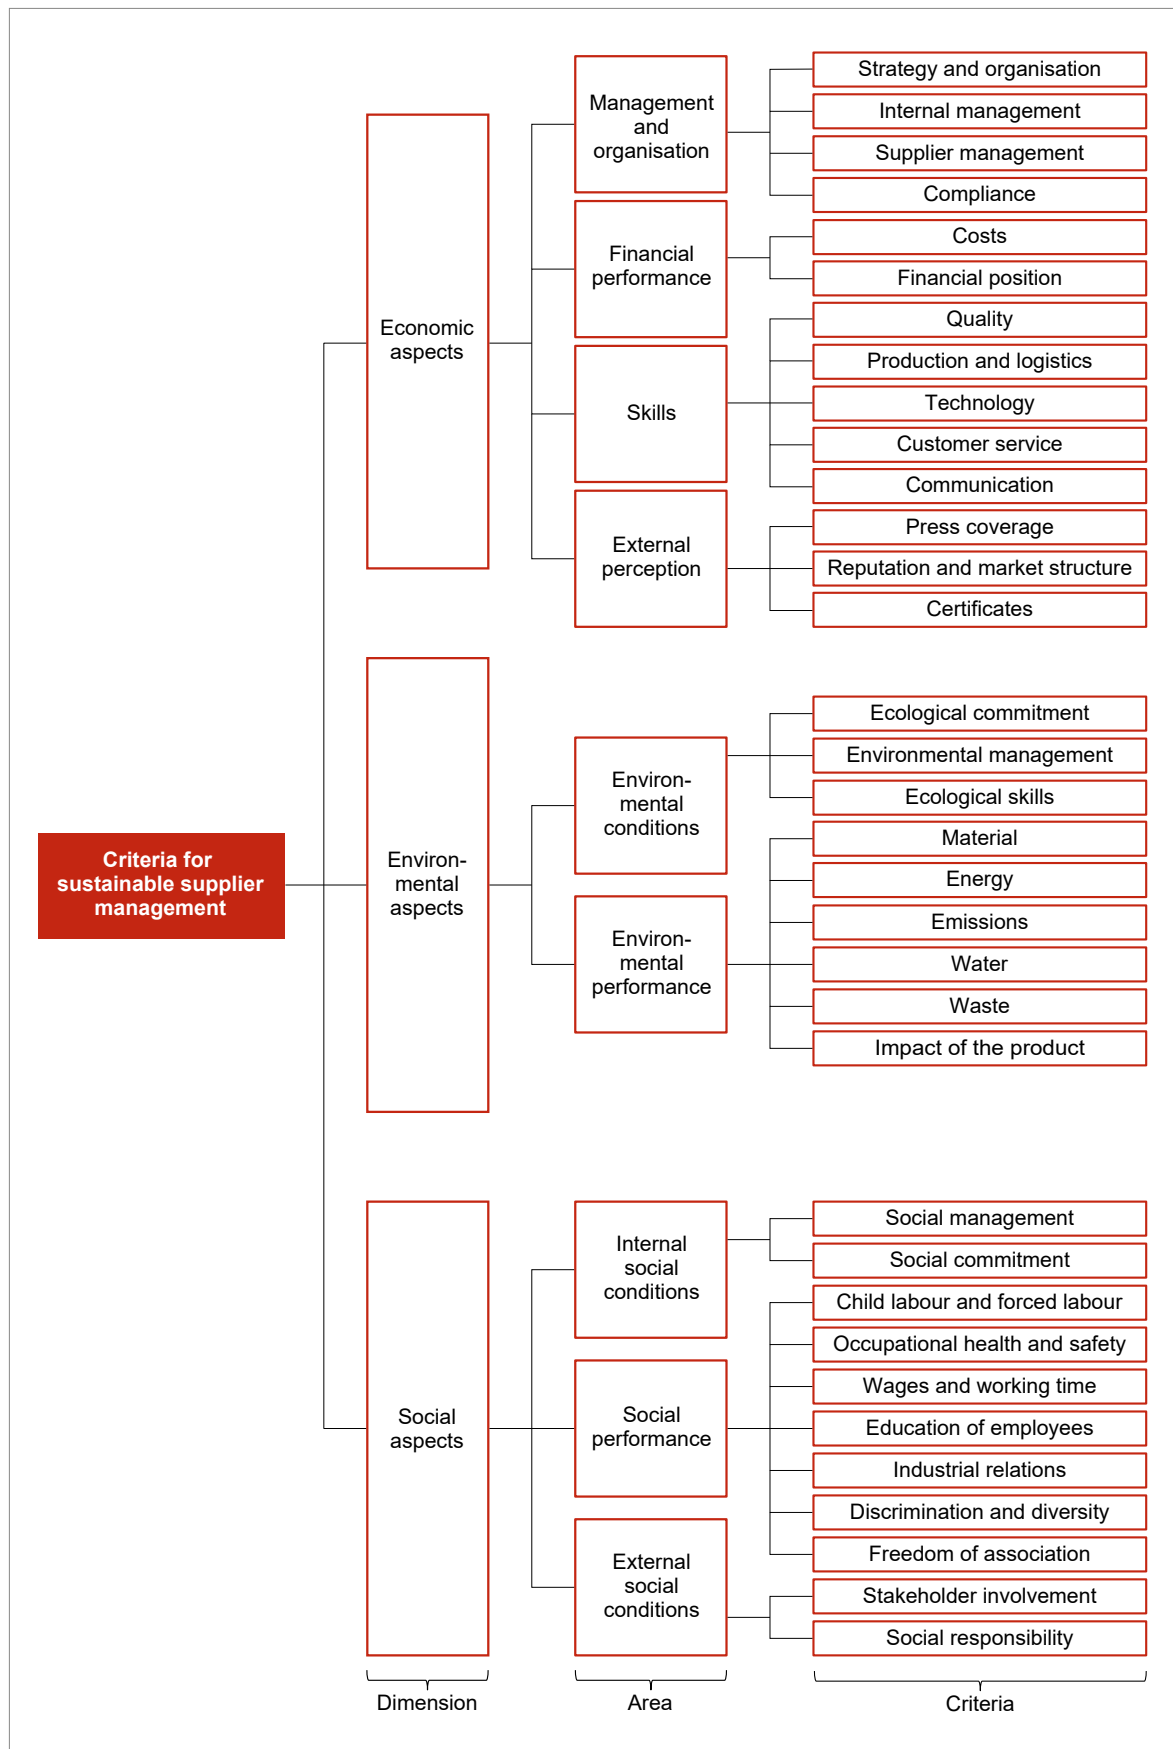 Criteria for
sustainable supplier
management
Economic
aspects
Management
and
organisation
Strategy and organisation
Internal management
Supplier management
Compliance
Financial
performance
Costs
Financial position
Skills
Quality
Production and logistics
Technology
Customer service
Communication
External
perception
Press coverage
Reputation and market structure
Certificates
Environ-
mental
aspects
Environ-
mental
conditions
Ecological commitment
Environmental management
Ecological skills
Environ-
mental
performance
Material
Energy
Emissions
Water
Waste
Impact of the product
Social
aspects
Internal
social
conditions
Social management
Social commitment
Social
performance
Child labour and forced labour
Occupational health and safety
Wages and working time
Education of employees
Industrial relations
Discrimination and diversity
Freedom of association
External
social
conditions
Stakeholder involvement
Social responsibility
Dimension
Area
Criteria